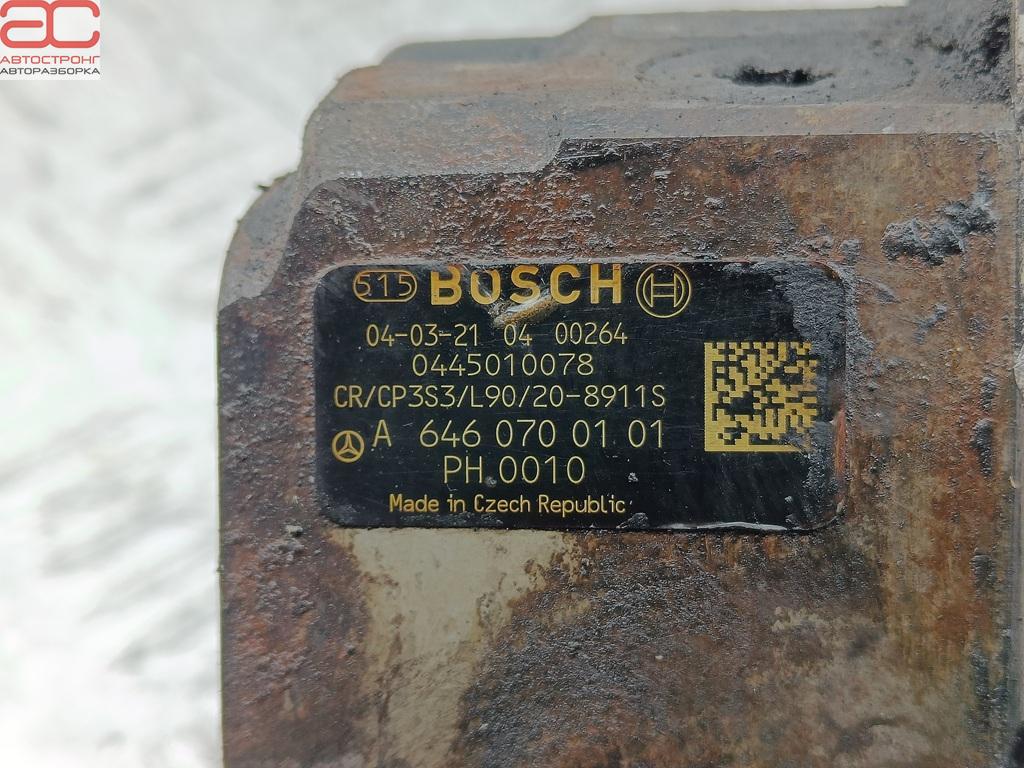 АВТОСТРОНГ
АВТОРАЗБОРКА
515 BOSCH
04-03-21 04 00264
0445010078
CR/CP3S3/L90/20-8911S
A 646 070 01 01
PH.0010
Made in Czech Republic